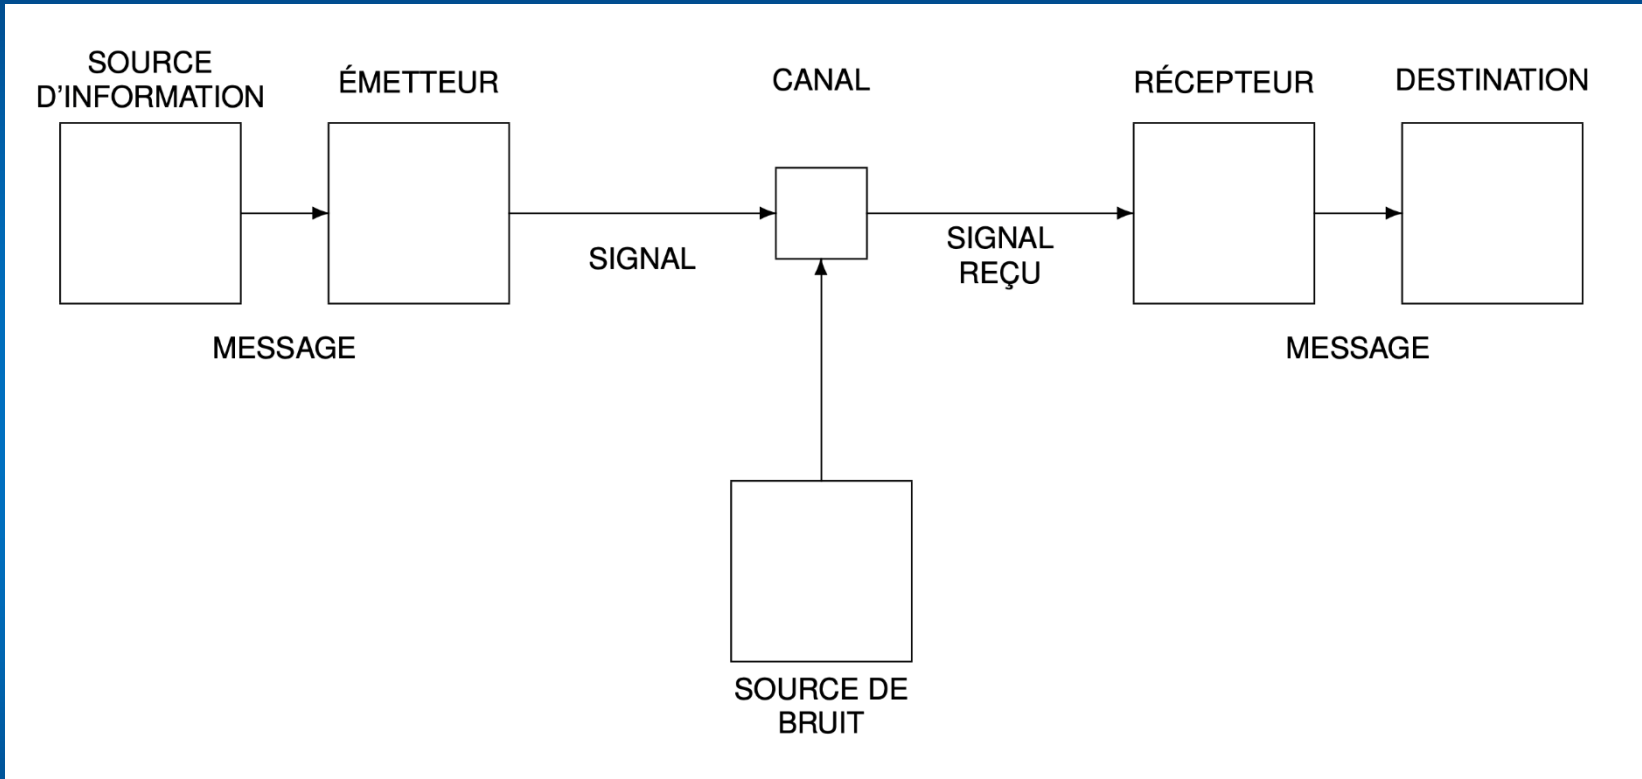 SOURCE
D'INFORMATION
ÉMETTEUR
CANAL
RÉCEPTEUR
DESTINATION
SIGNAL
SIGNAL
REÇU
MESSAGE
MESSAGE
SOURCE DE
BRUIT